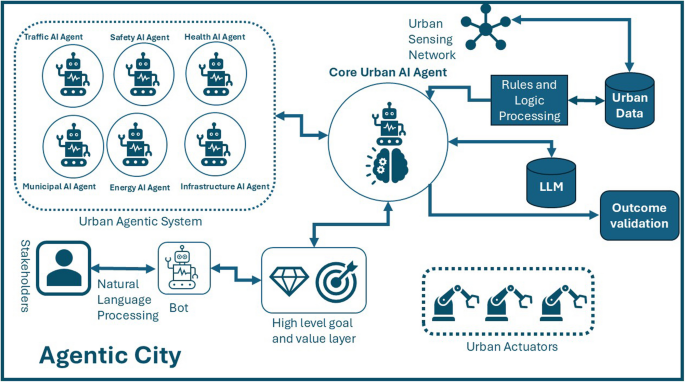 Traffic AI Agent
Safety AI Agent
Health AI Agent
Municipal AI Agent
Energy AI Agent
Infrastructure AI Agent
Urban Agentic System
Core Urban AI Agent
Urban
Sensing
Network
Rules and
Logic
Processing
Urban
Data
LLM
Outcome
validation
Stakeholders
Natural
Language
Processing
Bot
High level goal
and value layer
Urban Actuators
Agentic City